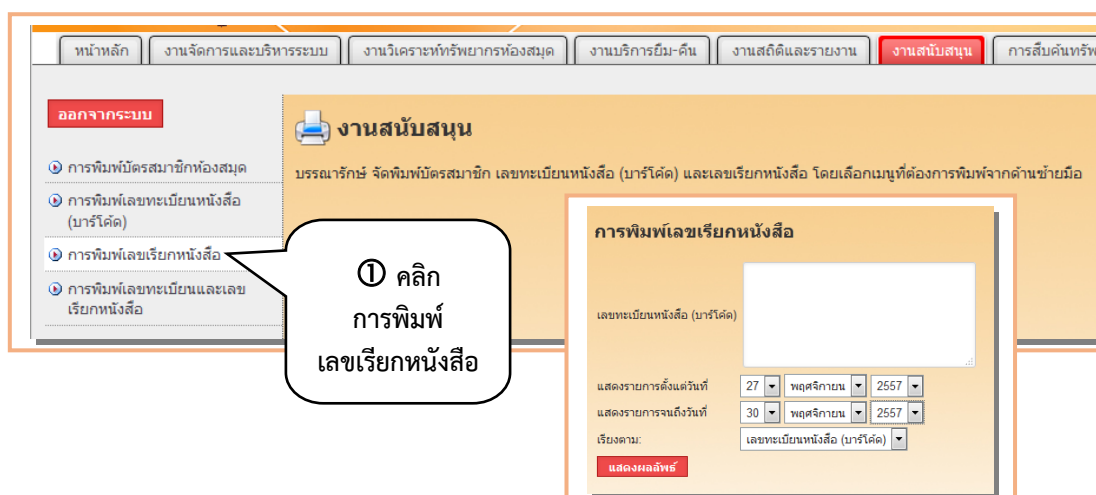 หน้าหลัก
งานจัดการและบริหารระบบ
งานวิเคราะห์ทรัพยากรห้องสมุด
งานบริการยืม-คืน
งานสถิติและรายงาน
งานสนับสนุน
การสืบค้นทรัพ
ออกจากระบบ
การพิมพ์บัตรสมาชิกห้องสมุด
การพิมพ์เลขทะเบียนหนังสือ
(บาร์โค้ด)
การพิมพ์เลขเรียกหนังสือ
การพิมพ์เลขทะเบียนและเลข
เรียกหนังสือ
งานสนับสนุน
บรรณารักษ์ จัดพิมพ์บัตรสมาชิก เลขทะเบียนหนังสือ (บาร์โค้ด) และเลขเรียกหนังสือ โดยเลือกเมนูที่ต้องการพิมพ์จากด้านซ้ายมือ
① คลิก
การพิมพ์
เลขเรียกหนังสือ
การพิมพ์เลขเรียกหนังสือ
เลขทะเบียนหนังสือ (บาร์โค้ด)
แสดงรายการตั้งแต่วันที่ 27 พฤศจิกายน 2557
แสดงรายการจนถึงวันที่ 30 พฤศจิกายน 2557
เรียงตาม: เลขทะเบียนหนังสือ (บาร์โค้ด)
แสดงผลลัพธ์